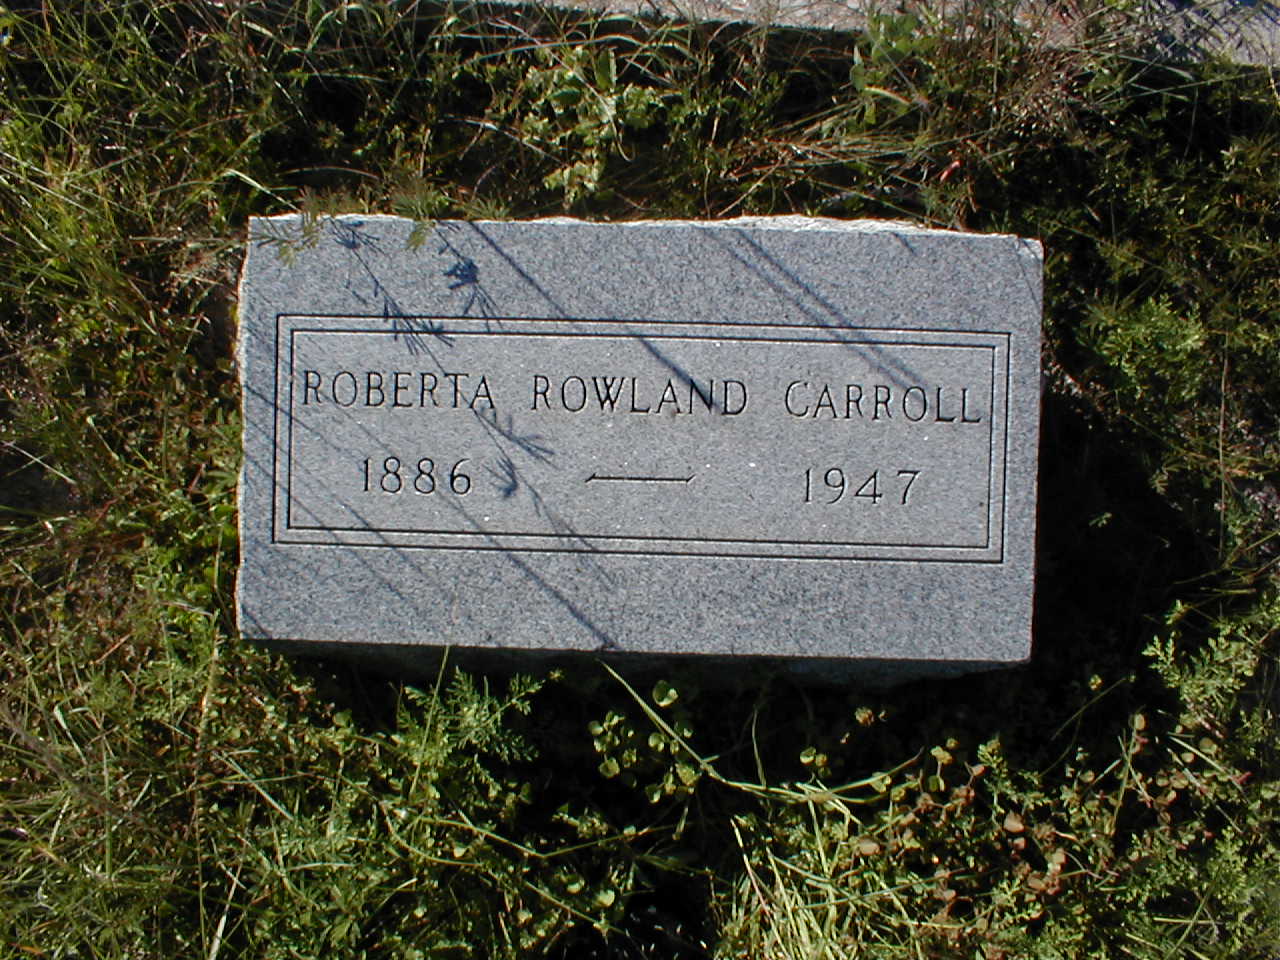 ROBERTA ROWLAND CARROLL
1886 — 1947